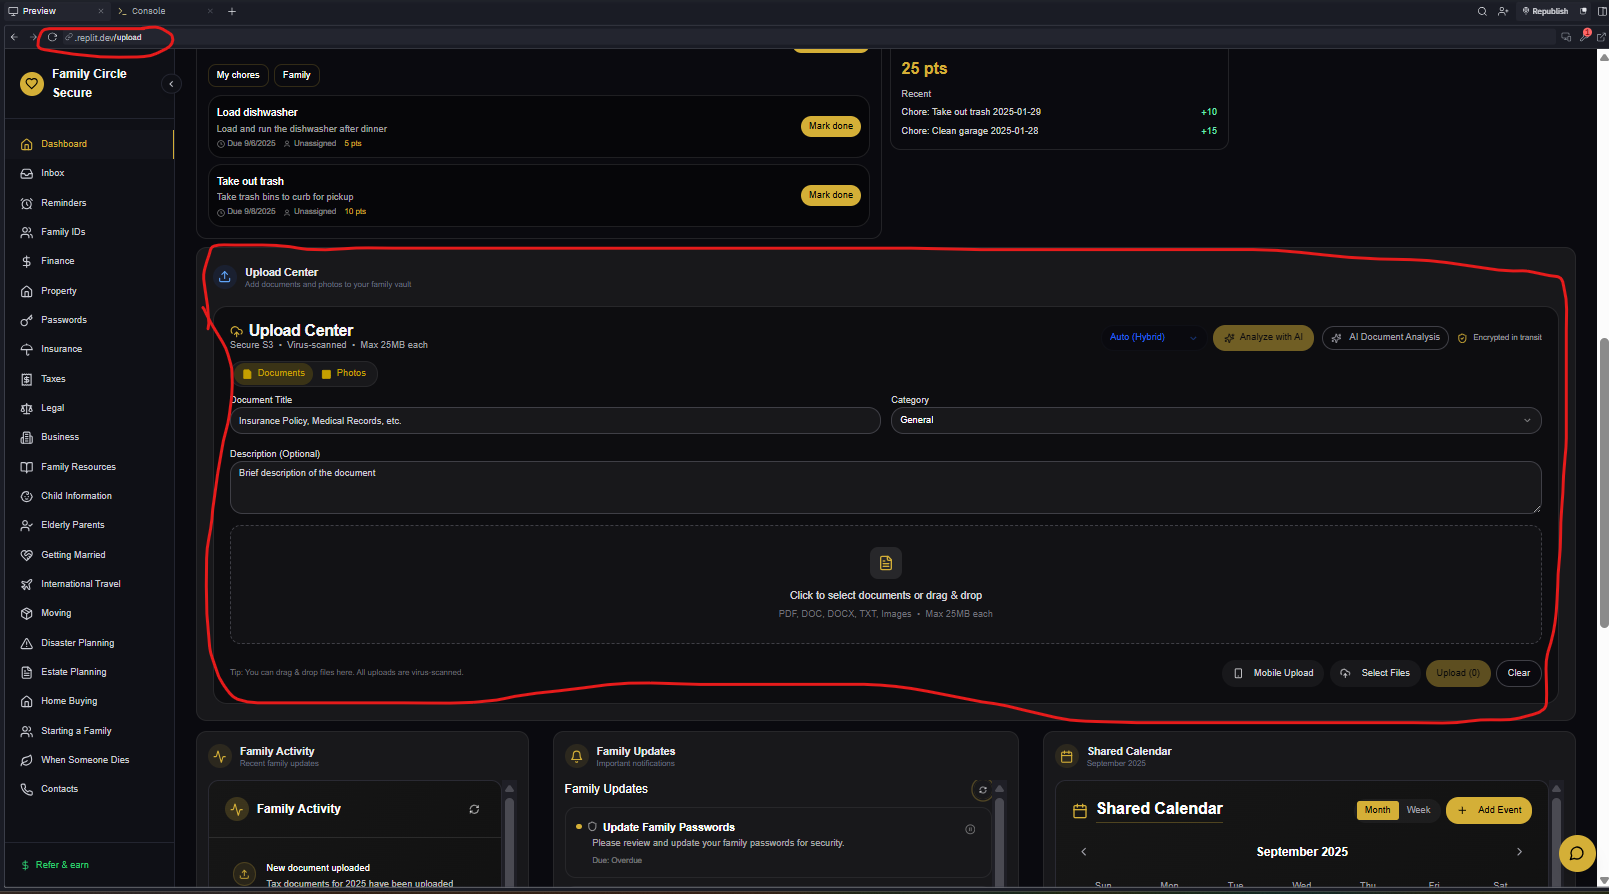 Preview
Console
Republish
.replit.dev/upload
1
Family Circle
Secure
Dashboard
Inbox
Reminders
Family IDs
Finance
Property
Passwords
Insurance
Taxes
Legal
Business
Family Resources
Child Information
Elderly Parents
Getting Married
International Travel
Moving
Disaster Planning
Estate Planning
Home Buying
Starting a Family
When Someone Dies
Contacts
Refer & earn
My chores
Family
Load dishwasher
Load and run the dishwasher after dinner
Due 9/6/2025 Unassigned 5 pts
Mark done
Take out trash
Take trash bins to curb for pickup
Due 9/8/2025 Unassigned 10 pts
Mark done
25 pts
Recent
Chore: Take out trash 2025-01-29 +10
Chore: Clean garage 2025-01-28 +15
Upload Center
Add documents and photos to your family vault
Upload Center
Secure S3 • Virus-scanned • Max 25MB each
Auto (Hybrid)
Analyze with AI
AI Document Analysis
Encrypted in transit
Documents
Photos
Document Title
Insurance Policy, Medical Records, etc.
Category
General
Description (Optional)
Brief description of the document
Click to select documents or drag & drop
PDF, DOC, DOCX, TXT, Images • Max 25MB each
Tip: You can drag & drop files here. All uploads are virus-scanned.
Mobile Upload
Select Files
Upload (0)
Clear
Family Activity
Recent family updates
Family Activity
New document uploaded
Tax documents for 2025 have been uploaded
Family Updates
Important notifications
Family Updates
Update Family Passwords
Please review and update your family passwords for security.
Due: Overdue
Shared Calendar
September 2025
Shared Calendar
Month
Week
Add Event
September 2025
Sun Mon Tue Wed Thu Fri Sat